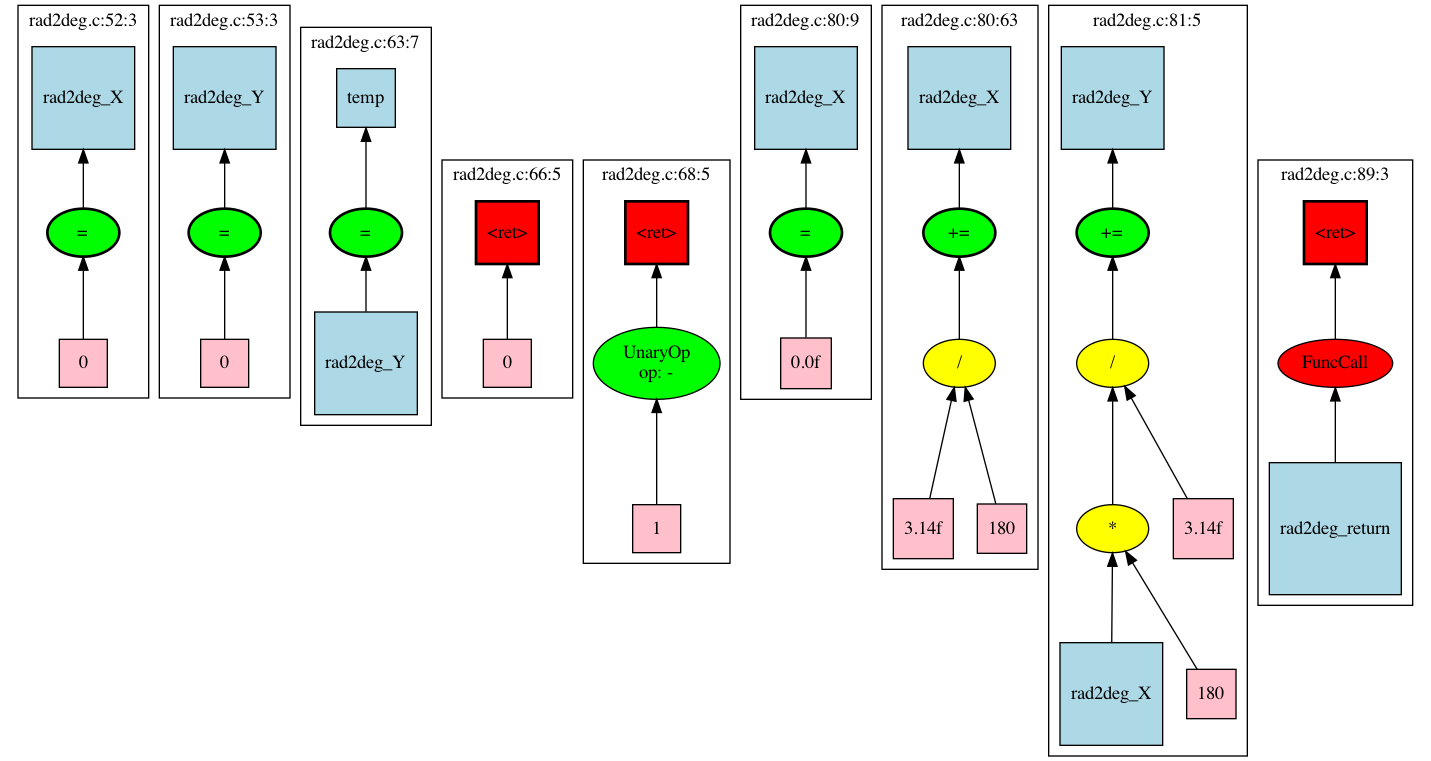 rad2deg.c:52:3
rad2deg_X
=
0
rad2deg.c:53:3
rad2deg_Y
=
0
rad2deg.c:63:7
temp
=
rad2deg_Y
rad2deg.c:66:5
<ret>
0
rad2deg.c:68:5
<ret>
UnaryOp
op: -
1
rad2deg.c:80:9
rad2deg_X
=
0.0f
rad2deg.c:80:63
rad2deg_X
+=
/
3.14f
180
rad2deg.c:81:5
rad2deg_Y
+=
/
*
3.14f
rad2deg_X
180
rad2deg.c:89:3
<ret>
FuncCall
rad2deg_return